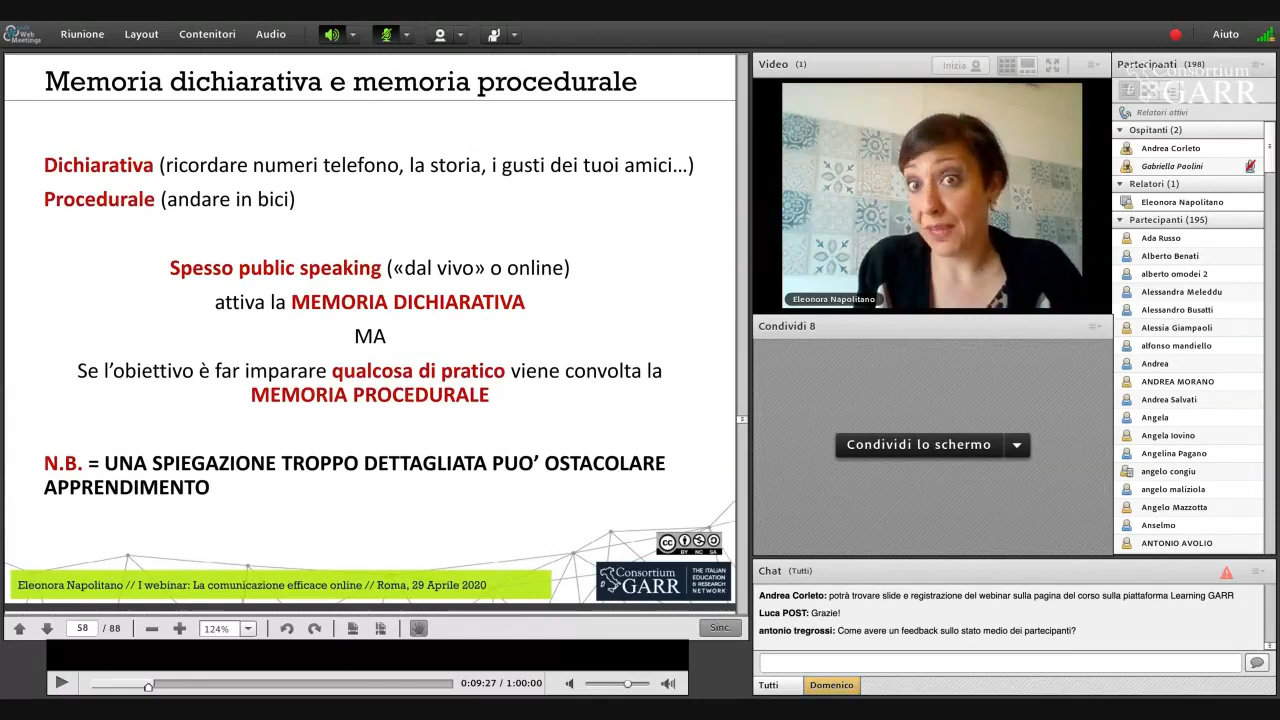 Web
Meetings
Riunione
Layout
Contenitori
Audio
Aiuto
Memoria dichiarativa e memoria procedurale
Dichiarativa (ricordare numeri telefono, la storia, i gusti dei tuoi amici…)
Procedurale (andare in bici)
Spesso public speaking («dal vivo» o online)
attiva la MEMORIA DICHIARATIVA
MA
Se l’obiettivo è far imparare qualcosa di pratico viene convolta la
MEMORIA PROCEDURALE
N.B. = UNA SPIEGAZIONE TROPPO DETTAGLIATA PUO’ OSTACOLARE
APPRENDIMENTO
cc BY NC SA
Eleonora Napolitano // I webinar: La comunicazione efficace online // Roma, 29 Aprile 2020
Consortium
GARR
THE ITALIAN
EDUCATION
& RESEARCH
NETWORK
58 / 88
124%
Sinc.
0:09:27 / 1:00:00
Video (1)
Inizia
Eleonora Napolitano
Condividi 8
Condividi lo schermo
Partecipanti (198)
Consortium
GARR
Relatori attivi
Ospitanti (2)
Andrea Corleto
Gabriella Paolini
Relatori (1)
Eleonora Napolitano
Partecipanti (195)
Ada Russo
Alberto Benati
alberto omodei 2
Alessandra Meleddu
Alessandro Busatti
Alessia Giampaoli
alfonso mandiello
Andrea
ANDREA MORANO
Andrea Salvati
Angela
Angela Iovino
Angelina Pagano
angelo congiu
angelo maliziola
Angelo Mazzotta
Anselmo
ANTONIO AVOLIO
Chat (Tutti)
Andrea Corleto: potrà trovare slide e registrazione del webinar sulla pagina del corso sulla piattaforma Learning GARR
Luca POST: Grazie!
antonio tregrossi: Come avere un feedback sullo stato medio dei partecipanti?
Tutti
Domenico